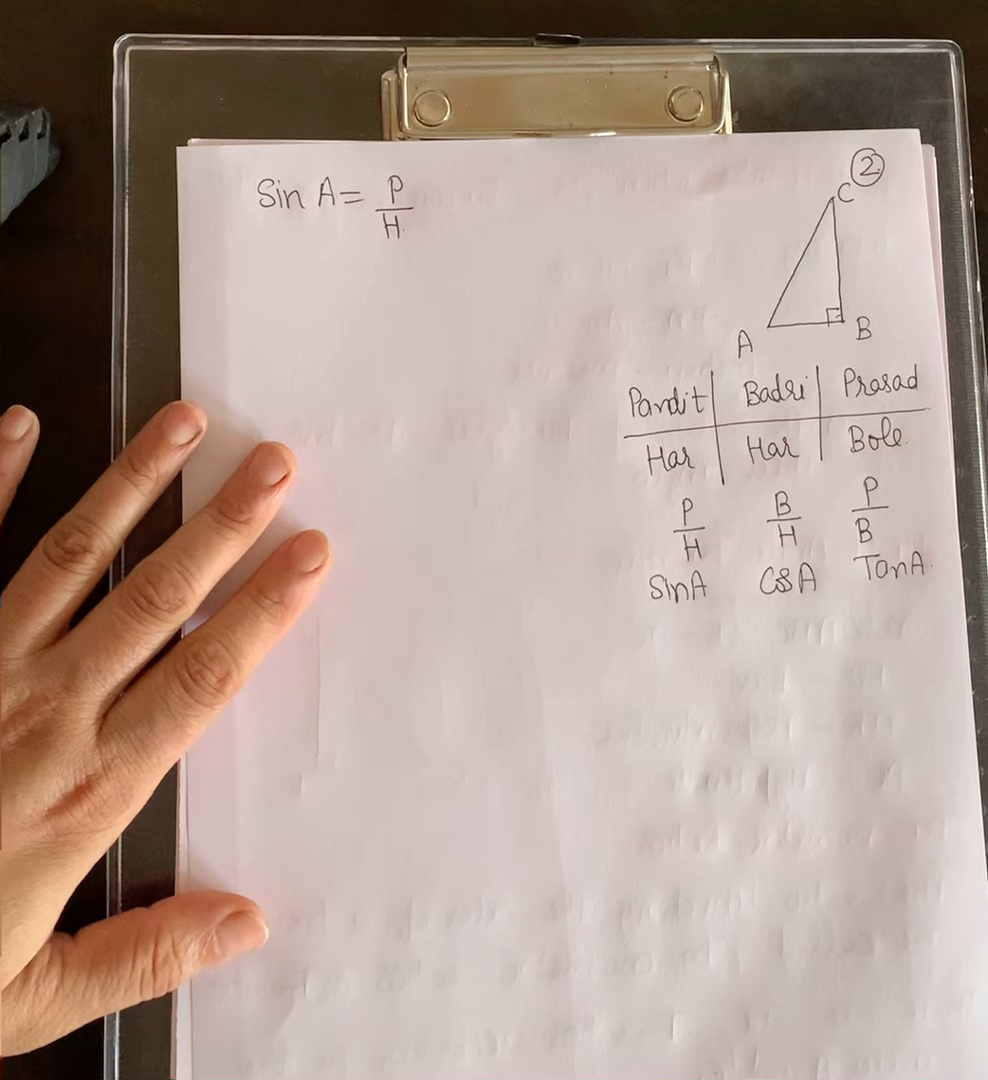 Sin A = P/H.
2
C
A
B
Pandit | Badri | Prasad
Har | Har | Bole.
P/H B/H P/B
SinA CosA TanA.